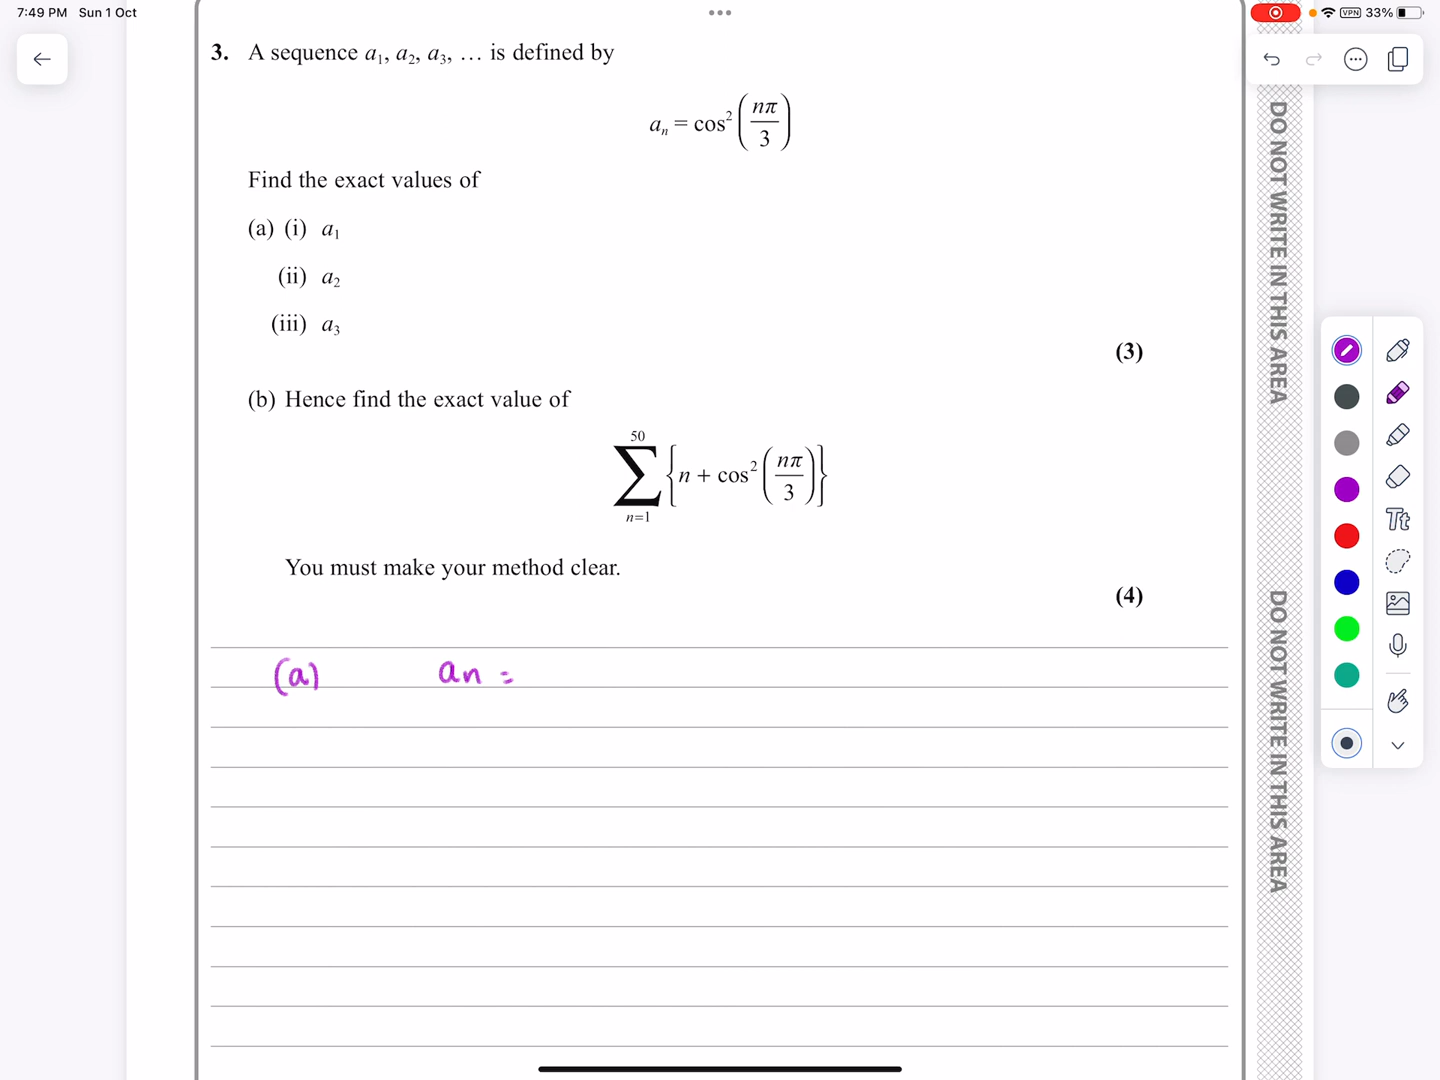 7:49 PM Sun 1 Oct
VPN 33%
3. A sequence a₁, a₂, a₃, … is defined by
aₙ = cos²(nπ/3)
Find the exact values of
(a) (i) a₁
(ii) a₂
(iii) a₃
(3)
(b) Hence find the exact value of
50
∑ {n + cos²(nπ/3)}
n=1
You must make your method clear.
(4)
(a) an =
DO NOT WRITE IN THIS AREA
DO NOT WRITE IN THIS AREA
Tt